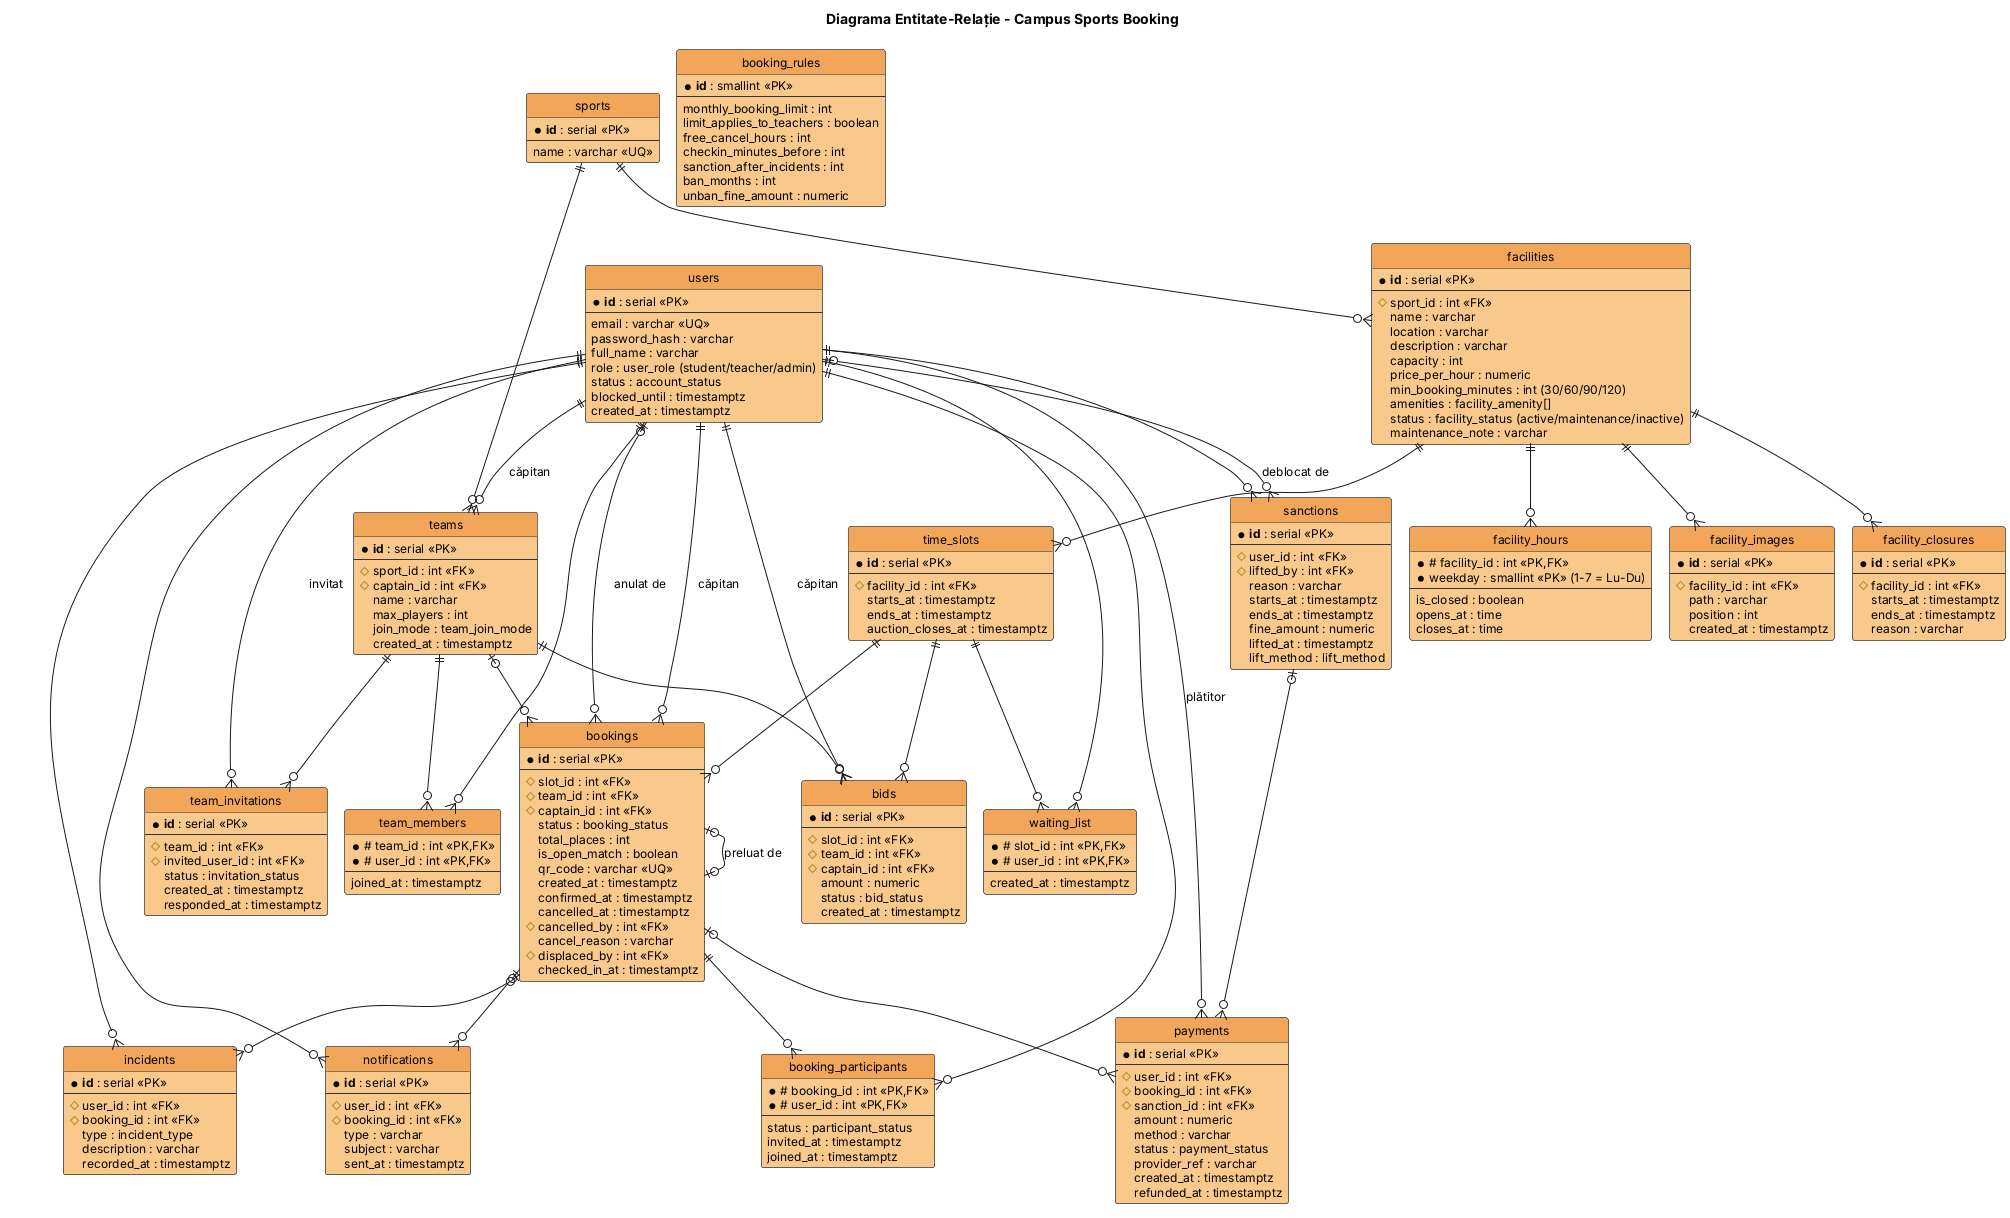 Diagrama Entitate-Relație - Campus Sports Booking
booking_rules
id : smallint «PK»
monthly_booking_limit : int
limit_applies_to_teachers : boolean
free_cancel_hours : int
checkin_minutes_before : int
sanction_after_incidents : int
ban_months : int
unban_fine_amount : numeric
sports
id : serial «PK»
name : varchar «UQ»
users
id : serial «PK»
email : varchar «UQ»
password_hash : varchar
full_name : varchar
role : user_role (student/teacher/admin)
status : account_status
blocked_until : timestamptz
created_at : timestamptz
facilities
id : serial «PK»
sport_id : int «FK»
name : varchar
location : varchar
description : varchar
capacity : int
price_per_hour : numeric
min_booking_minutes : int (30/60/90/120)
amenities : facility_amenity[]
status : facility_status (active/maintenance/inactive)
maintenance_note : varchar
căpitan
deblocat de
teams
id : serial «PK»
sport_id : int «FK»
captain_id : int «FK»
name : varchar
max_players : int
join_mode : team_join_mode
created_at : timestamptz
time_slots
id : serial «PK»
facility_id : int «FK»
starts_at : timestamptz
ends_at : timestamptz
auction_closes_at : timestamptz
sanctions
id : serial «PK»
user_id : int «FK»
lifted_by : int «FK»
reason : varchar
starts_at : timestamptz
ends_at : timestamptz
fine_amount : numeric
lifted_at : timestamptz
lift_method : lift_method
facility_hours
# facility_id : int «PK,FK»
weekday : smallint «PK» (1-7 = Lu-Du)
is_closed : boolean
opens_at : time
closes_at : time
facility_images
id : serial «PK»
facility_id : int «FK»
path : varchar
position : int
created_at : timestamptz
facility_closures
id : serial «PK»
facility_id : int «FK»
starts_at : timestamptz
ends_at : timestamptz
reason : varchar
invitat
anulat de
căpitan
căpitan
plătitor
bookings
id : serial «PK»
slot_id : int «FK»
team_id : int «FK»
captain_id : int «FK»
status : booking_status
total_places : int
is_open_match : boolean
qr_code : varchar «UQ»
created_at : timestamptz
confirmed_at : timestamptz
cancelled_at : timestamptz
cancelled_by : int «FK»
cancel_reason : varchar
displaced_by : int «FK»
checked_in_at : timestamptz
preluat de
team_invitations
id : serial «PK»
team_id : int «FK»
invited_user_id : int «FK»
status : invitation_status
created_at : timestamptz
responded_at : timestamptz
team_members
# team_id : int «PK,FK»
# user_id : int «PK,FK»
joined_at : timestamptz
bids
id : serial «PK»
slot_id : int «FK»
team_id : int «FK»
captain_id : int «FK»
amount : numeric
status : bid_status
created_at : timestamptz
waiting_list
# slot_id : int «PK,FK»
# user_id : int «PK,FK»
created_at : timestamptz
incidents
id : serial «PK»
user_id : int «FK»
booking_id : int «FK»
type : incident_type
description : varchar
recorded_at : timestamptz
notifications
id : serial «PK»
user_id : int «FK»
booking_id : int «FK»
type : varchar
subject : varchar
sent_at : timestamptz
booking_participants
# booking_id : int «PK,FK»
# user_id : int «PK,FK»
status : participant_status
invited_at : timestamptz
joined_at : timestamptz
payments
id : serial «PK»
user_id : int «FK»
booking_id : int «FK»
sanction_id : int «FK»
amount : numeric
method : varchar
status : payment_status
provider_ref : varchar
created_at : timestamptz
refunded_at : timestamptz